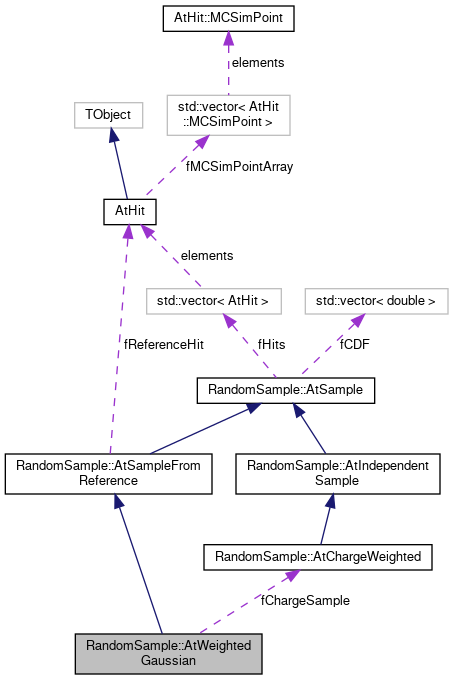 AtHit::MCSimPoint
elements
std::vector< AtHit
::MCSimPoint >
TObject
fMCSimPointArray
AtHit
elements
std::vector< AtHit >
std::vector< double >
fReferenceHit
fHits
fCDF
RandomSample::AtSample
RandomSample::AtSampleFrom
Reference
RandomSample::AtIndependent
Sample
RandomSample::AtChargeWeighted
fChargeSample
RandomSample::AtWeighted
Gaussian